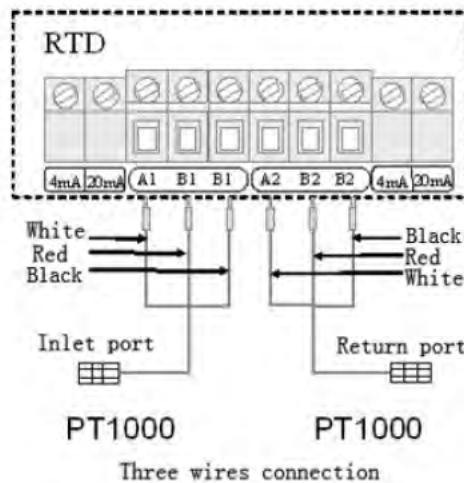 RTD
4mA 20mA A1 B1 B1 A2 B2 B2 4mA 20mA
White Black
Red Red
Black White
Inlet port Return port
PT1000 PT1000
Three wires connection